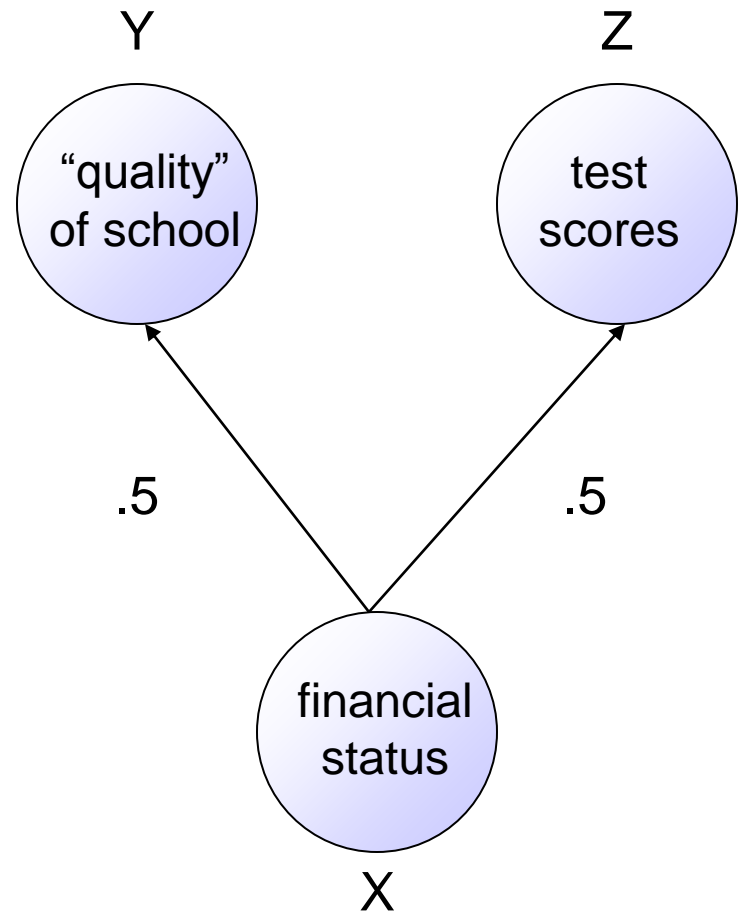 Y
Z
“quality”
of school
test
scores
.5
.5
financial
status
X